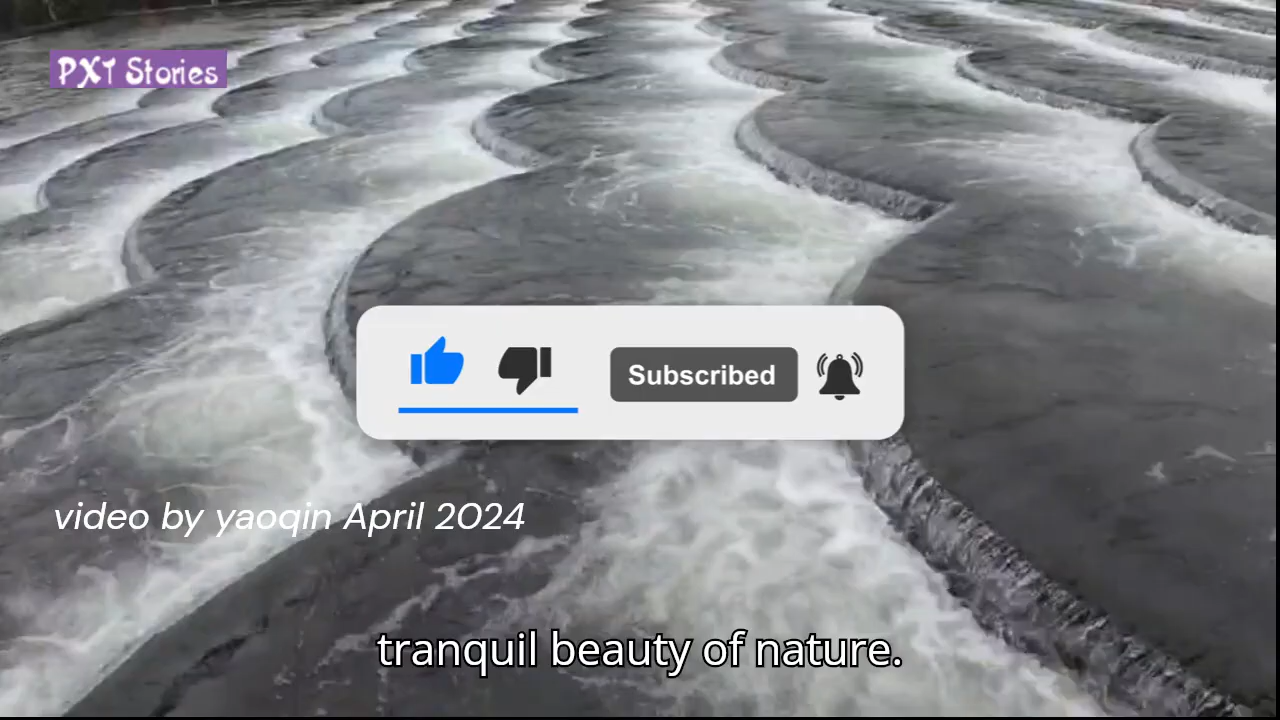 PXT Stories
Subscribed
video by yaoqin April 2024
tranquil beauty of nature.